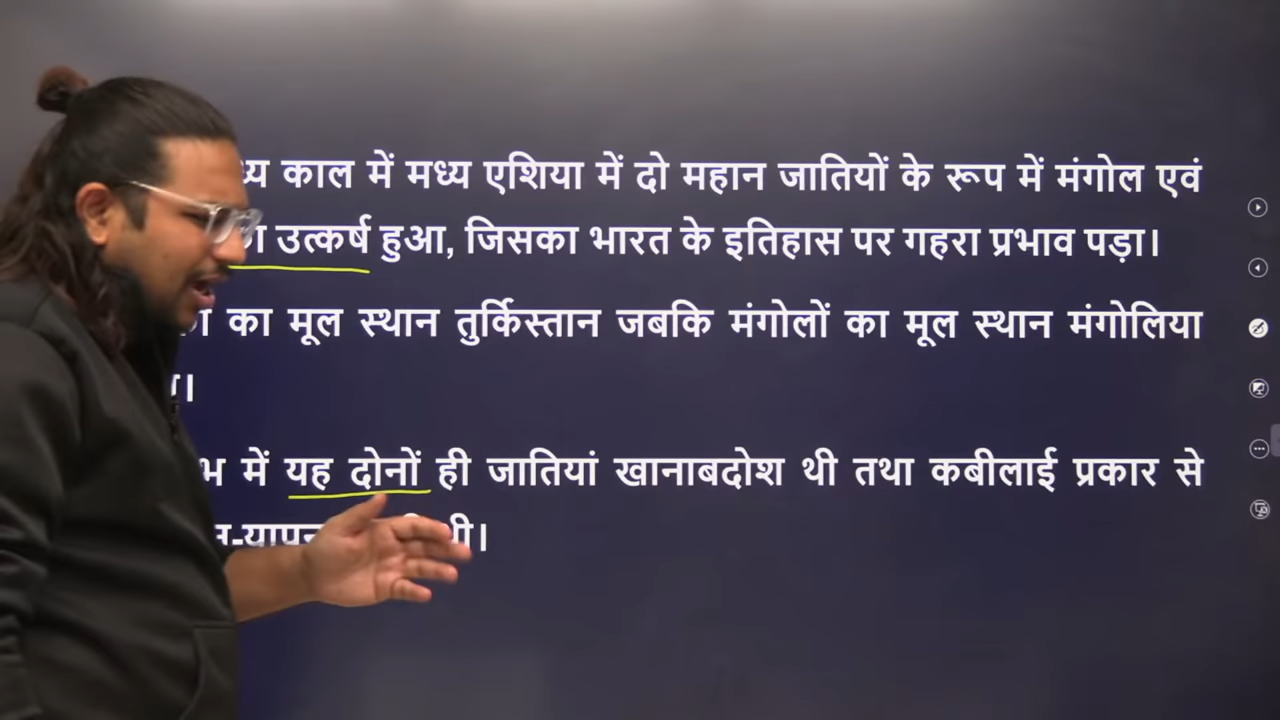 काल में मध्य एशिया में दो महान जातियों के रूप में मंगोल एवं
उत्कर्ष हुआ, जिसका भारत के इतिहास पर गहरा प्रभाव पड़ा।
का मूल स्थान तुर्किस्तान जबकि मंगोलों का मूल स्थान मंगोलिया
में यह दोनों ही जातियां खानाबदोश थी तथा कबीलाई प्रकार से